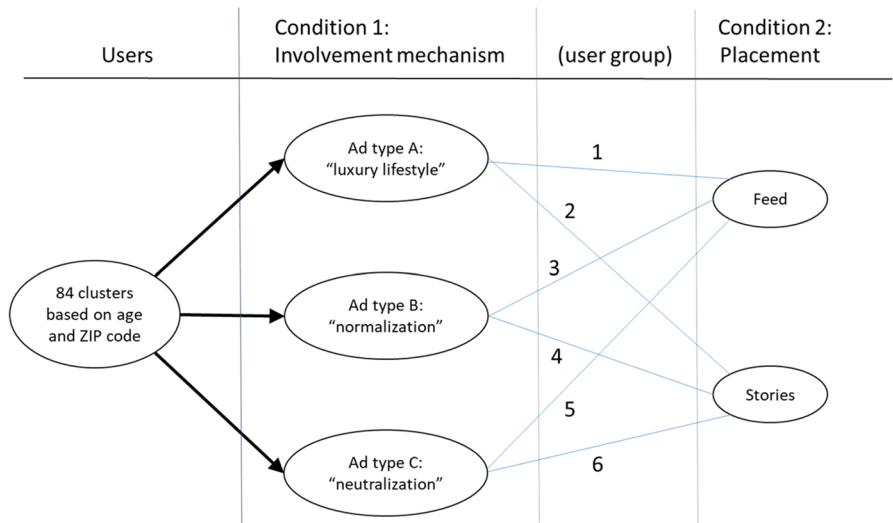 Users
Condition 1:
Involvement mechanism
(user group)
Condition 2:
Placement
84 clusters
based on age
and ZIP code
Ad type A:
“luxury lifestyle”
Ad type B:
“normalization”
Ad type C:
“neutralization”
1
2
3
4
5
6
Feed
Stories